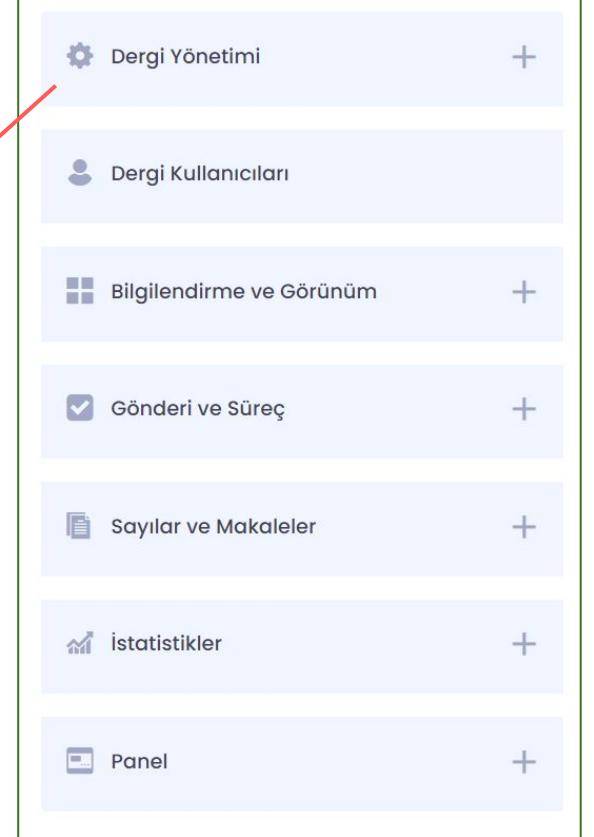 Dergi Yönetimi
Dergi Kullanıcıları
Bilgilendirme ve Görünüm
Gönderi ve Süreç
Sayılar ve Makaleler
İstatistikler
Panel